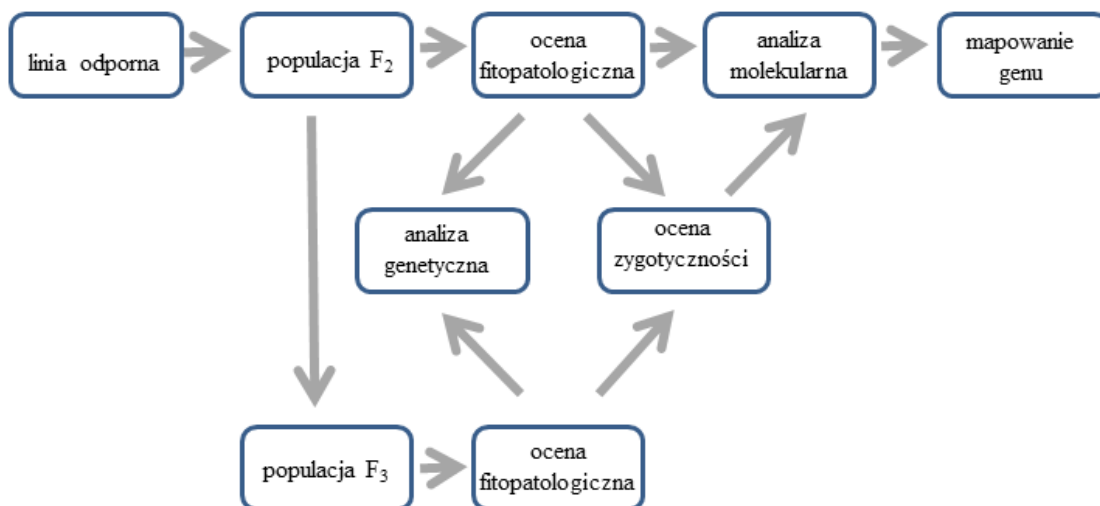 linia odporna
populacja F₂
ocena
fitopatologiczna
analiza
molekularna
mapowanie
genu
analiza
genetyczna
ocena
zygotyczności
populacja F₃
ocena
fitopatologiczna